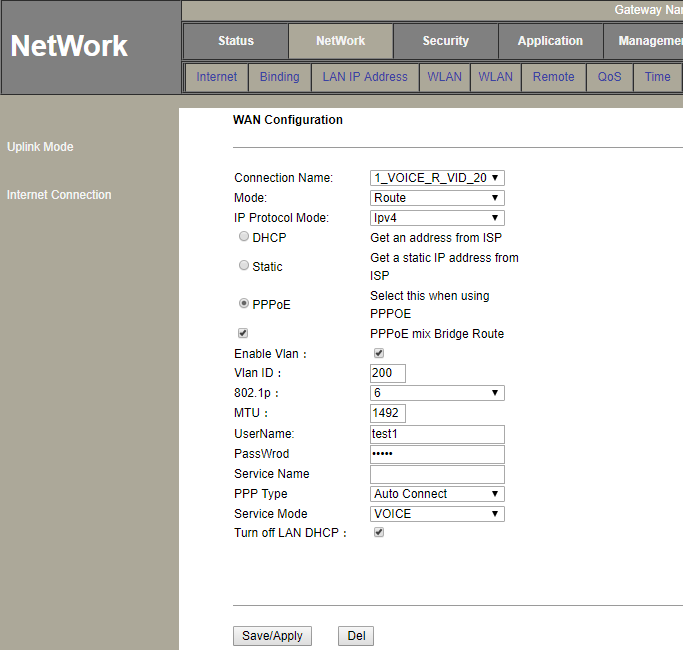 Gateway Na
NetWork
Status NetWork Security Application Manageme
Internet Binding LAN IP Address WLAN WLAN Remote QoS Time
Uplink Mode
Internet Connection
WAN Configuration
Connection Name: 1_VOICE_R_VID_20
Mode: Route
IP Protocol Mode: Ipv4
DHCP Get an address from ISP
Static Get a static IP address from
ISP
PPPoE Select this when using
PPPOE
PPPoE mix Bridge Route
Enable Vlan :
Vlan ID : 200
802.1p : 6
MTU : 1492
UserName: test1
PassWrod •••••
Service Name
PPP Type Auto Connect
Service Mode VOICE
Turn off LAN DHCP :
Save/Apply Del